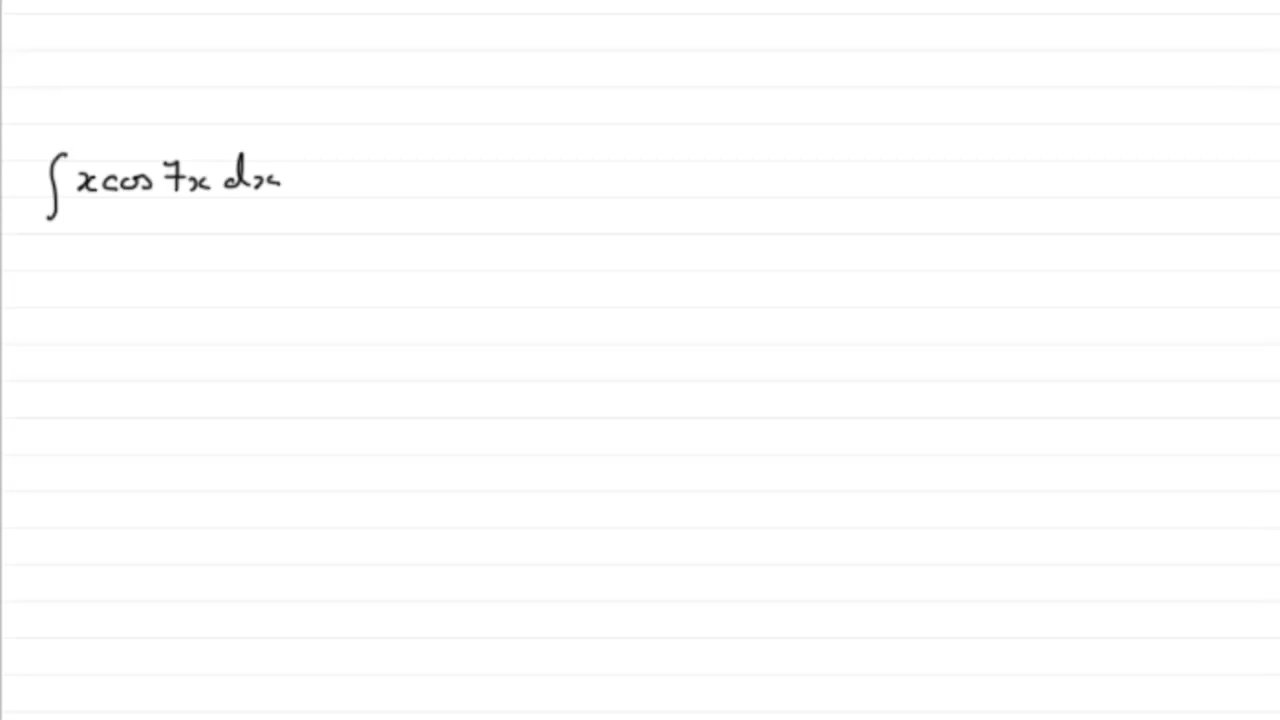 ∫ x cos 7x dx